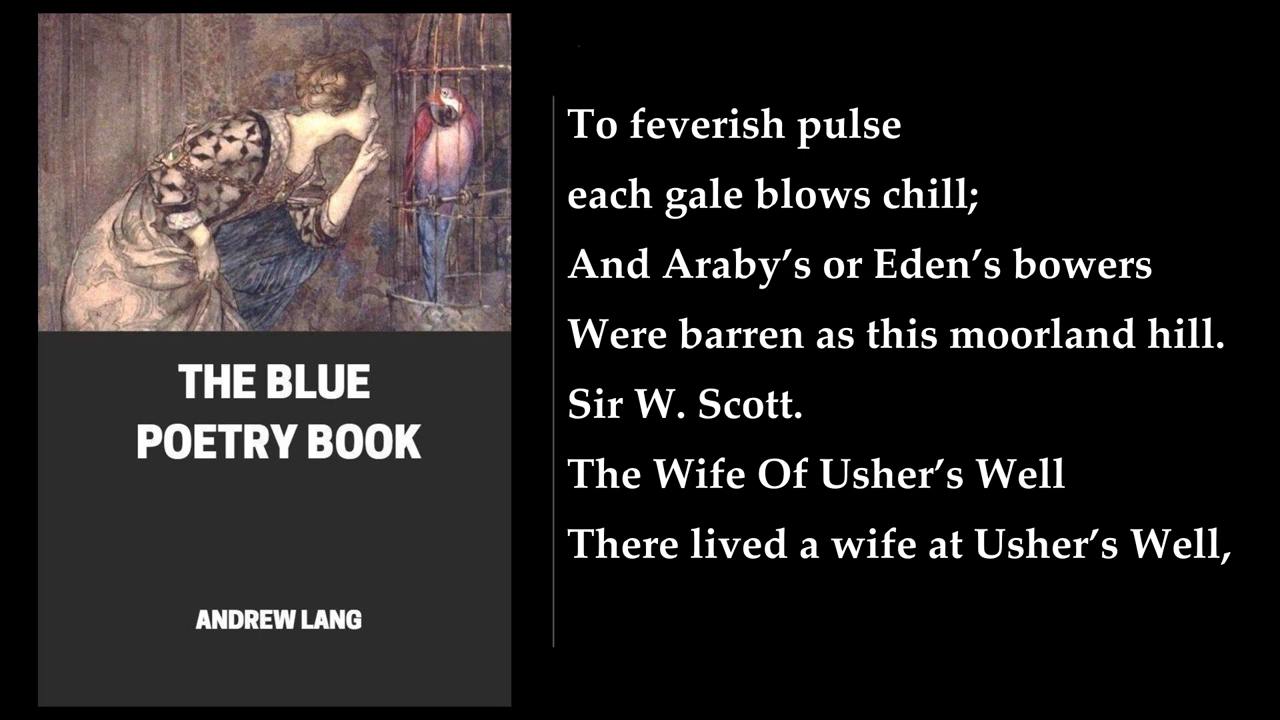 THE BLUE
POETRY BOOK
ANDREW LANG
To feverish pulse
each gale blows chill;
And Araby’s or Eden’s bowers
Were barren as this moorland hill.
Sir W. Scott.
The Wife Of Usher’s Well
There lived a wife at Usher’s Well,